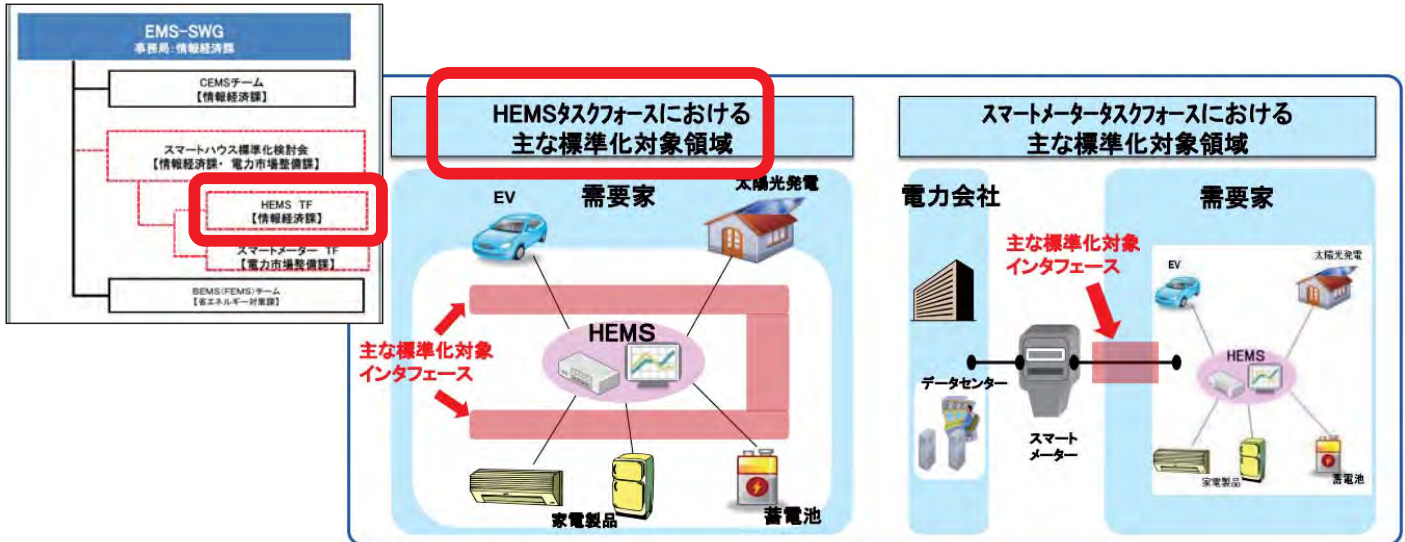 EMS-SWG
事務局:情報経済課
CEMSチーム
【情報経済課】
スマートハウス標準化検討会
【情報経済課・電力市場整備課】
HEMS TF
【情報経済課】
スマートメーター TF
【電力市場整備課】
BEMS(FEMS)チーム
【省エネルギー対策課】
HEMSタスクフォースにおける
主な標準化対象領域
EV
需要家
太陽光発電
HEMS
主な標準化対象
インタフェース
家電製品
蓄電池
スマートメータータスクフォースにおける
主な標準化対象領域
電力会社
需要家
主な標準化対象
インタフェース
EV
太陽光発電
データセンター
HEMS
スマート
メーター
家電製品
蓄電池